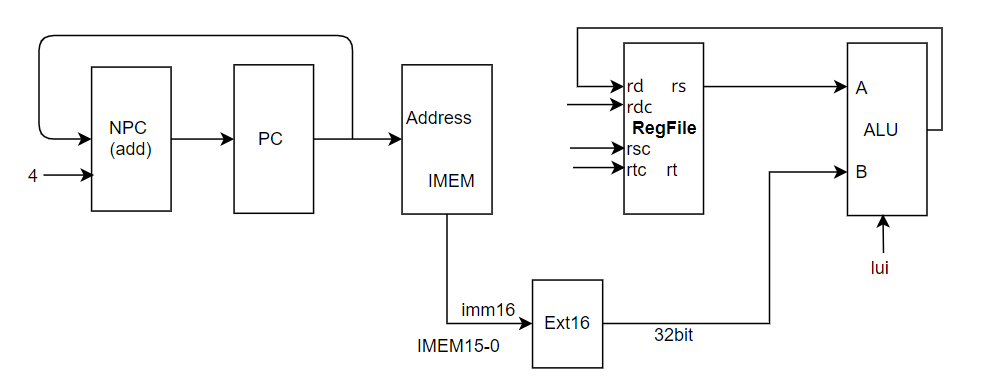 NPC
(add)
4
PC
Address
IMEM
rd rs
rdc
RegFile
rsc
rtc rt
A
ALU
B
lui
imm16
IMEM15-0
Ext16
32bit